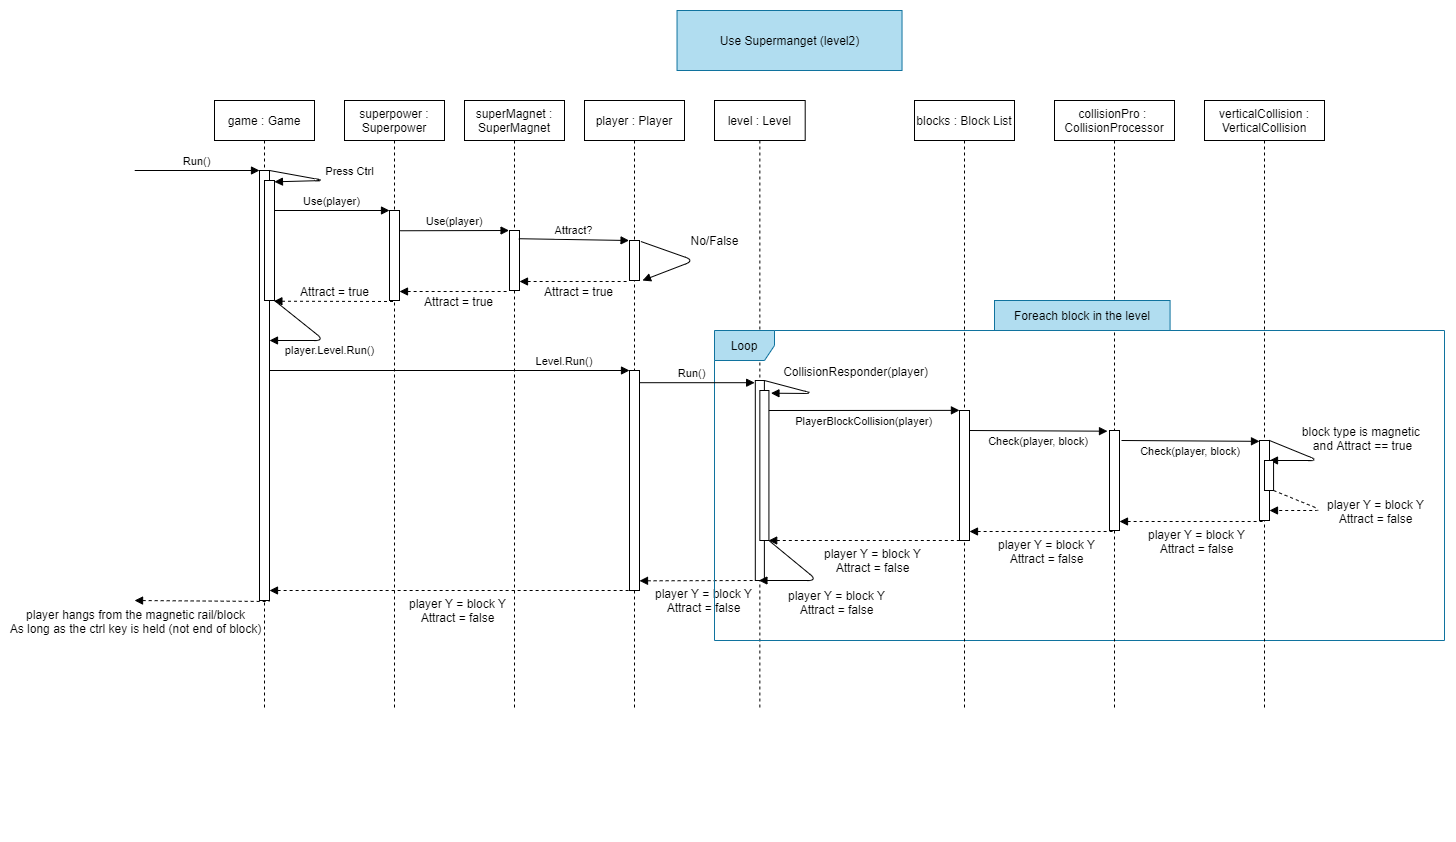 Use Supermanget (level2)
game : Game
superpower :
Superpower
superMagnet :
SuperMagnet
player : Player
level : Level
blocks : Block List
collisionPro :
CollisionProcessor
verticalCollision :
VerticalCollision
Run()
Press Ctrl
Use(player)
Use(player)
Attract?
No/False
Attract = true
Attract = true
Attract = true
Foreach block in the level
Loop
player.Level.Run()
Level.Run()
Run()
CollisionResponder(player)
PlayerBlockCollision(player)
Check(player, block)
Check(player, block)
block type is magnetic
and Attract == true
player Y = block Y
Attract = false
player Y = block Y
Attract = false
player Y = block Y
Attract = false
player Y = block Y
Attract = false
player Y = block Y
Attract = false
player Y = block Y
Attract = false
player Y = block Y
Attract = false
player hangs from the magnetic rail/block
As long as the ctrl key is held (not end of block)